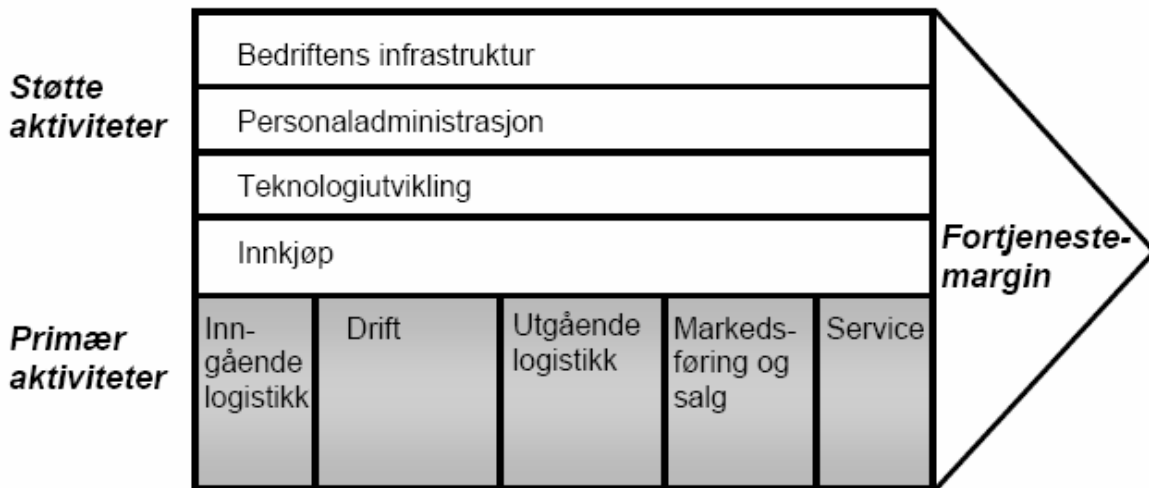 Støtte
aktiviteter
Bedriftens infrastruktur
Personaladministrasjon
Teknologiutvikling
Innkjøp
Fortjeneste-
margin
Primær
aktiviteter
Inn-
gående
logistikk
Drift
Utgående
logistikk
Markeds-
føring og
salg
Service